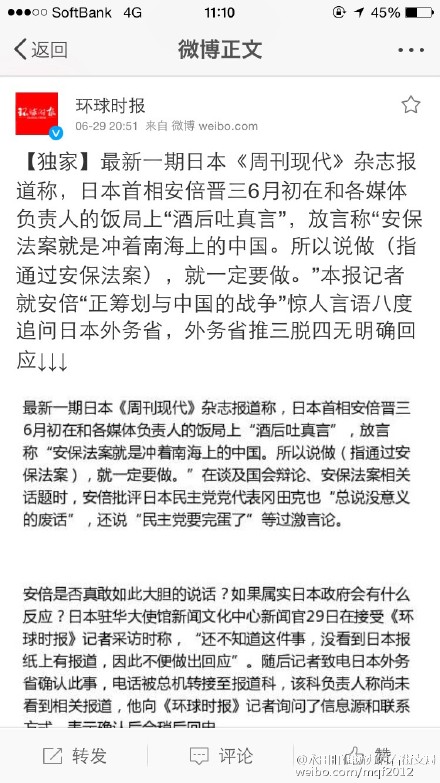 SoftBank 4G 11:10 45%
返回 微博正文
环球时报
环球时报
06-29 20:51 来自 微博 weibo.com
【独家】最新一期日本《周刊现代》杂志报
道称，日本首相安倍晋三6月初在和各媒体
负责人的饭局上“酒后吐真言”，放言称“安保
法案就是冲着南海上的中国。所以说做（指
通过安保法案），就一定要做。”本报记者
就安倍“正筹划与中国的战争”惊人言语八度
追问日本外务省，外务省推三脱四无明确回
应↓↓↓
最新一期日本《周刊现代》杂志报道称，日本首相安倍晋三
6月初在和各媒体负责人的饭局上“酒后吐真言”，放言
称“安保法案就是冲着南海上的中国。所以说做（指通过安
保法案），就一定要做。”在谈及国会辩论、安保法案相关
话题时，安倍批评日本民主党党代表冈田克也“总说没意义
的废话”，还说“民主党要完蛋了”等过激言论。
安倍是否真敢如此大胆的说话？如果属实日本政府会有什么
反应？日本驻华大使馆新闻文化中心新闻官29日在接受《环
球时报》记者采访时称，“还不知道这件事，没看到日本报
纸上有报道，因此不便做出回应”。随后记者致电日本外务
省确认此事，电话被总机转接至报道科，该科负责人称尚未
看到相关报道，他向《环球时报》记者询问了信息源和联系
方式，表示确认后会稍后回电
转发 评论 赞
weibo.com/mqf2012